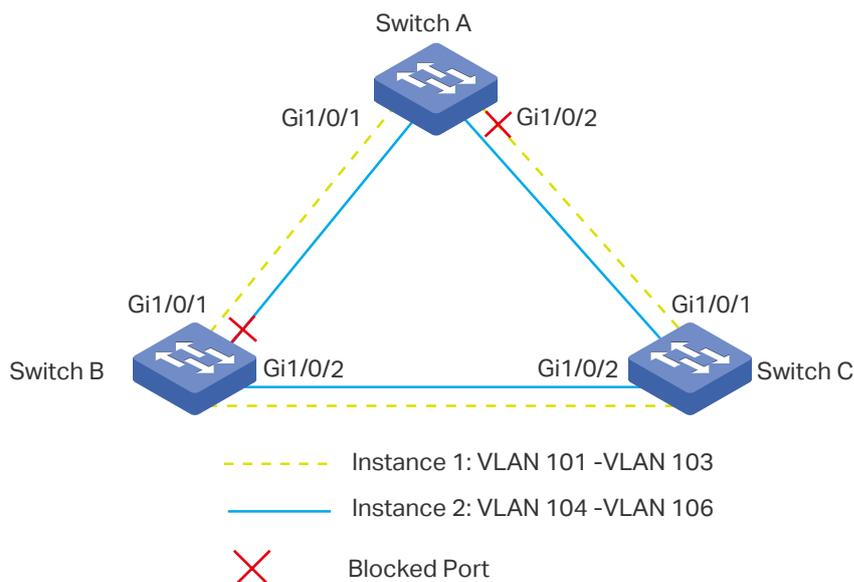 Switch A
Gi1/0/1
Gi1/0/2
Gi1/0/1
Gi1/0/1
Switch B
Gi1/0/2
Gi1/0/2
Switch C
Instance 1: VLAN 101 -VLAN 103
Instance 2: VLAN 104 -VLAN 106
Blocked Port